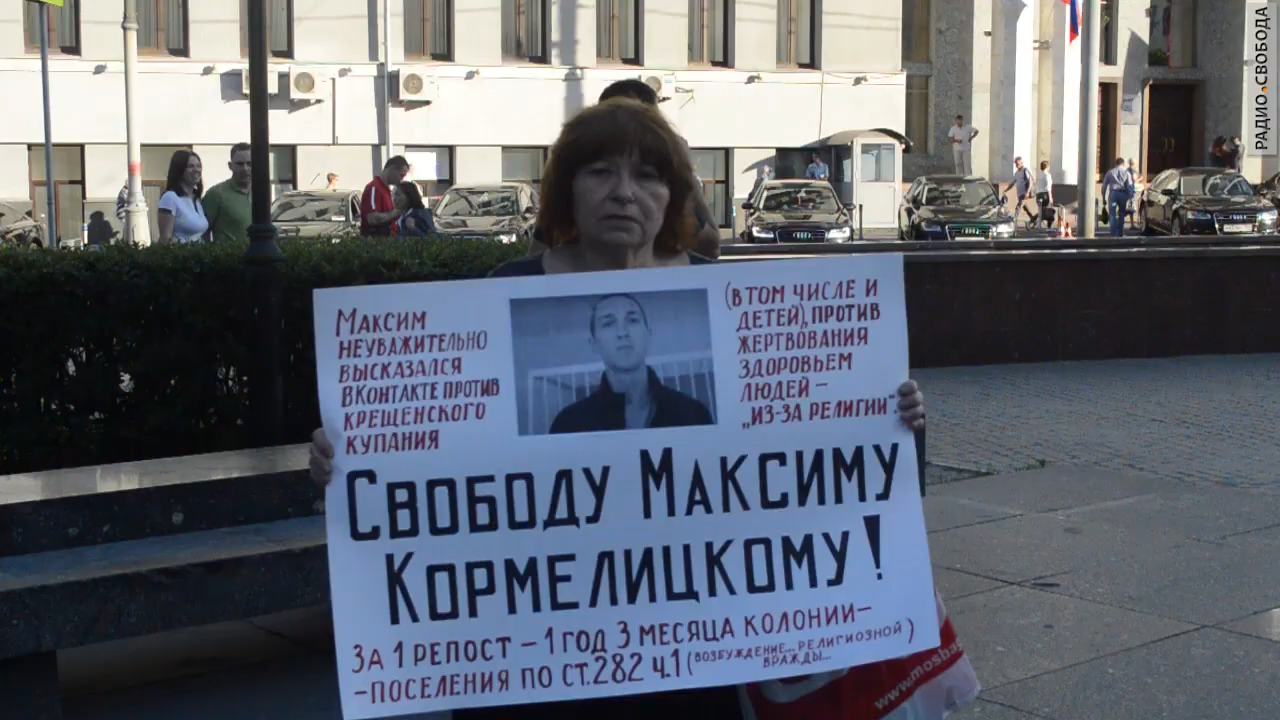 РАДИО СВОБОДА
Максим
неуважительно
высказался
ВКонтакте против
крещенского
купания
(в том числе и
детей), против
жертвования
здоровьем
людей –
„из-за религии“.
Свободу Максиму
Кормелицкому!
За 1 репост – 1 год 3 месяца колонии–
–поселения по ст. 282 ч.1 (возбуждение... религиозной
вражды... )
www.mosba